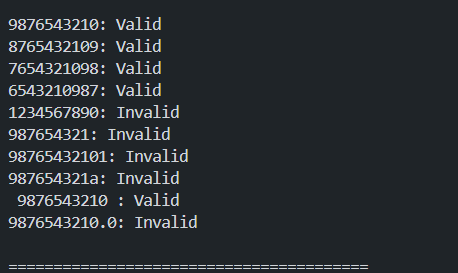 9876543210: Valid
8765432109: Valid
7654321098: Valid
6543210987: Valid
1234567890: Invalid
987654321: Invalid
98765432101: Invalid
987654321a: Invalid
 9876543210 : Valid
9876543210.0: Invalid
========================================